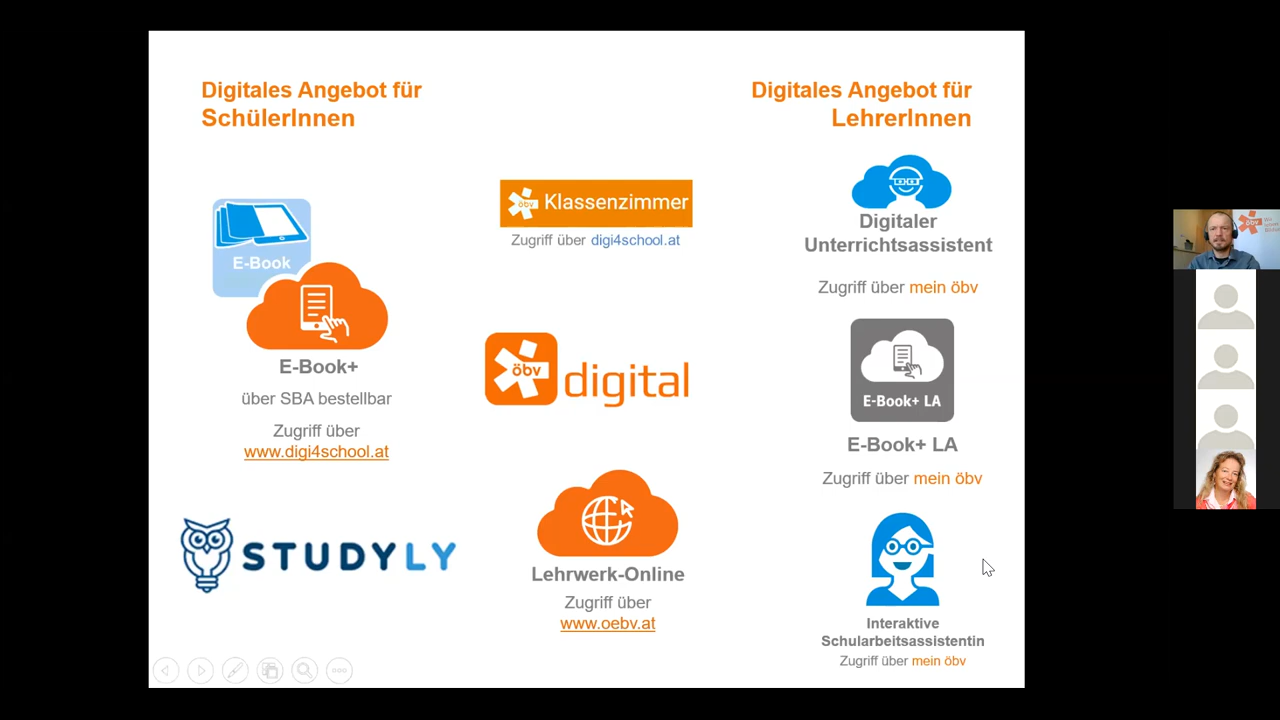 Digitales Angebot für
SchülerInnen
E-Book
E-Book+
über SBA bestellbar
Zugriff über
www.digi4school.at
STUDYLY
öbv Klassenzimmer
Zugriff über digi4school.at
öbv digital
Lehrwerk-Online
Zugriff über
www.oebv.at
Digitales Angebot für
LehrerInnen
Digitaler
Unterrichtsassistent
Zugriff über mein öbv
E-Book+ LA
E-Book+ LA
Zugriff über mein öbv
Interaktive
Schularbeitsassistentin
Zugriff über mein öbv
öbv